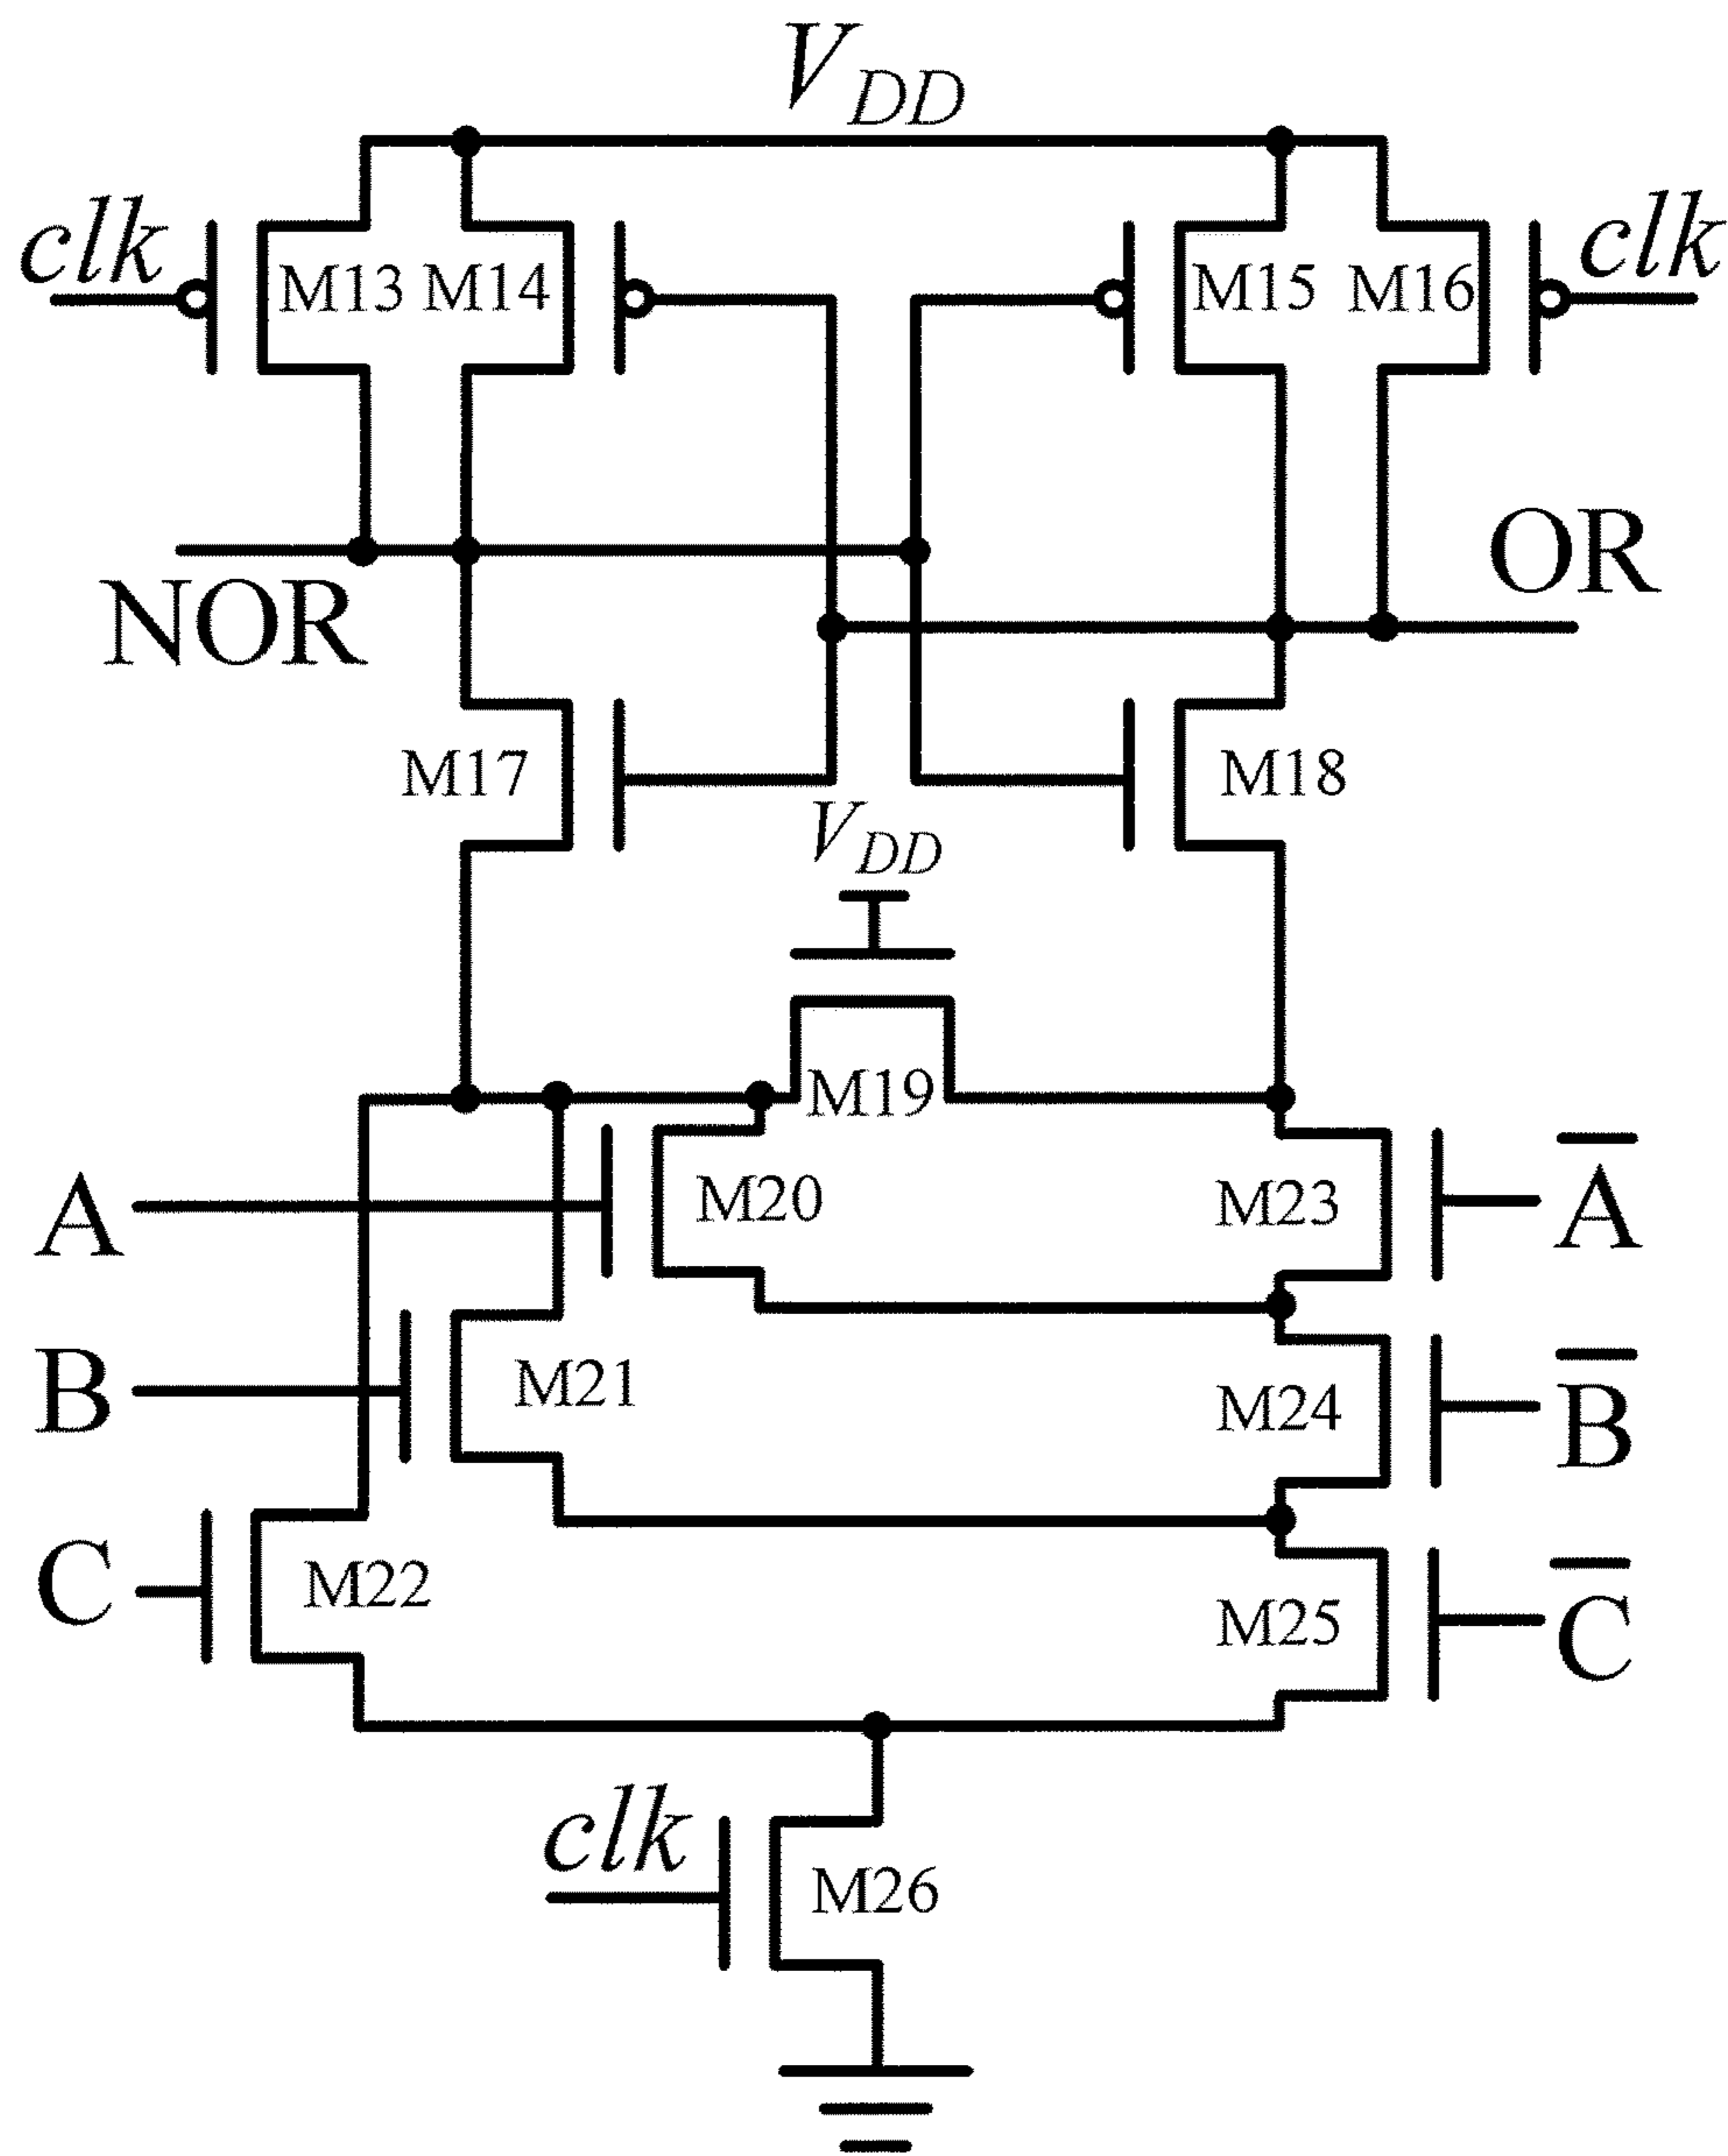 V_DD
clk M13 M14 M15 M16 clk
NOR OR
M17 M18
V_DD
M19
A M20 M23 A̅
B M21 M24 B̅
C M22 M25 C̅
clk M26